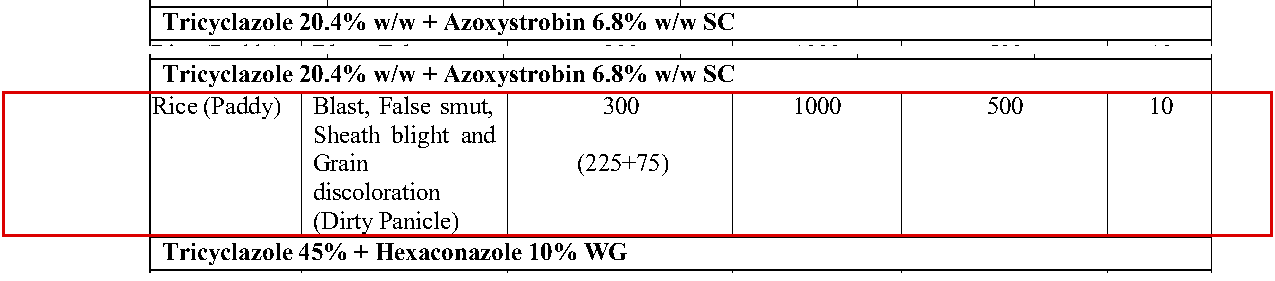 Tricyclazole 20.4% w/w + Azoxystrobin 6.8% w/w SC
Tricyclazole 20.4% w/w + Azoxystrobin 6.8% w/w SC
Rice (Paddy) Blast, False smut, 300 1000 500 10
Sheath blight and
Grain (225+75)
discoloration
(Dirty Panicle)
Tricyclazole 45% + Hexaconazole 10% WG